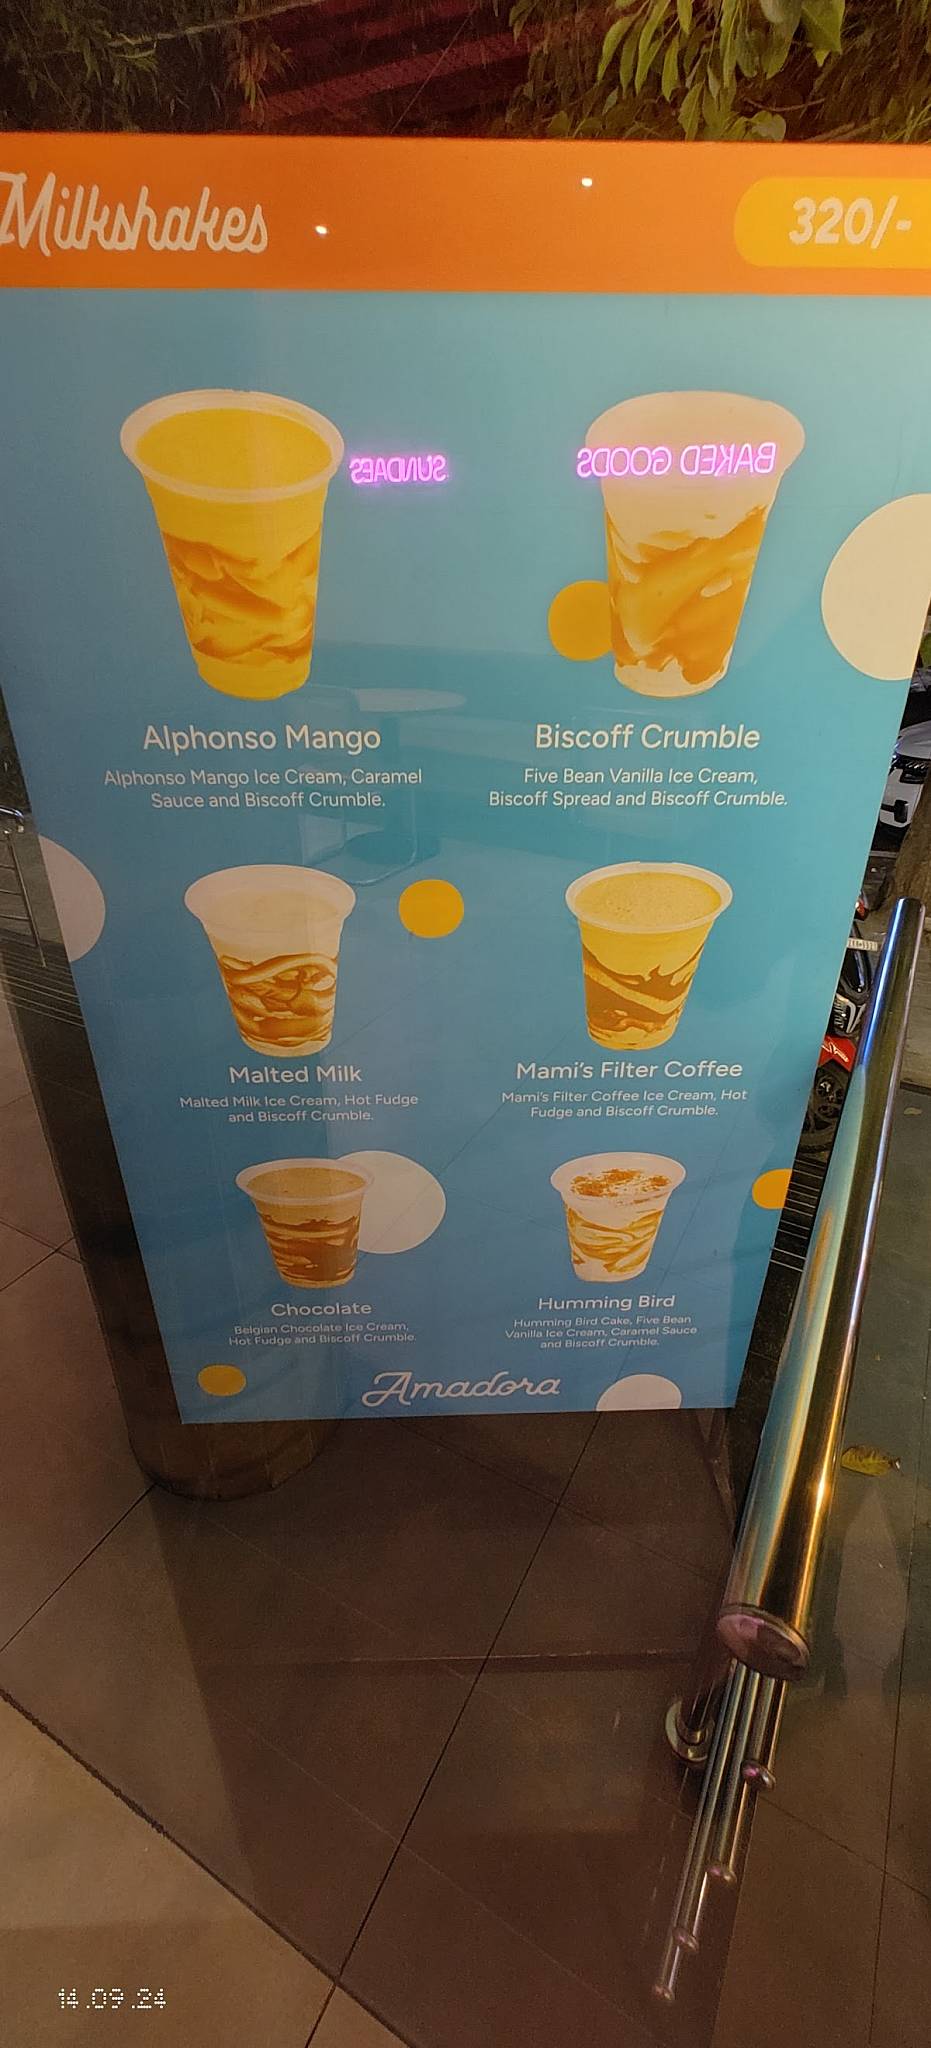 Milkshakes
320/-
SUNDAES
BAKED GOODS
Alphonso Mango
Alphonso Mango Ice Cream, Caramel
Sauce and Biscoff Crumble.
Biscoff Crumble
Five Bean Vanilla Ice Cream,
Biscoff Spread and Biscoff Crumble.
Malted Milk
Malted Milk Ice Cream, Hot Fudge
and Biscoff Crumble.
Mami's Filter Coffee
Mami's Filter Coffee Ice Cream, Hot
Fudge and Biscoff Crumble.
Chocolate
Belgian Chocolate Ice Cream,
Hot Fudge and Biscoff Crumble.
Humming Bird
Humming Bird Cake, Five Bean
Vanilla Ice Cream, Caramel Sauce
and Biscoff Crumble.
Amadora
14.09.24